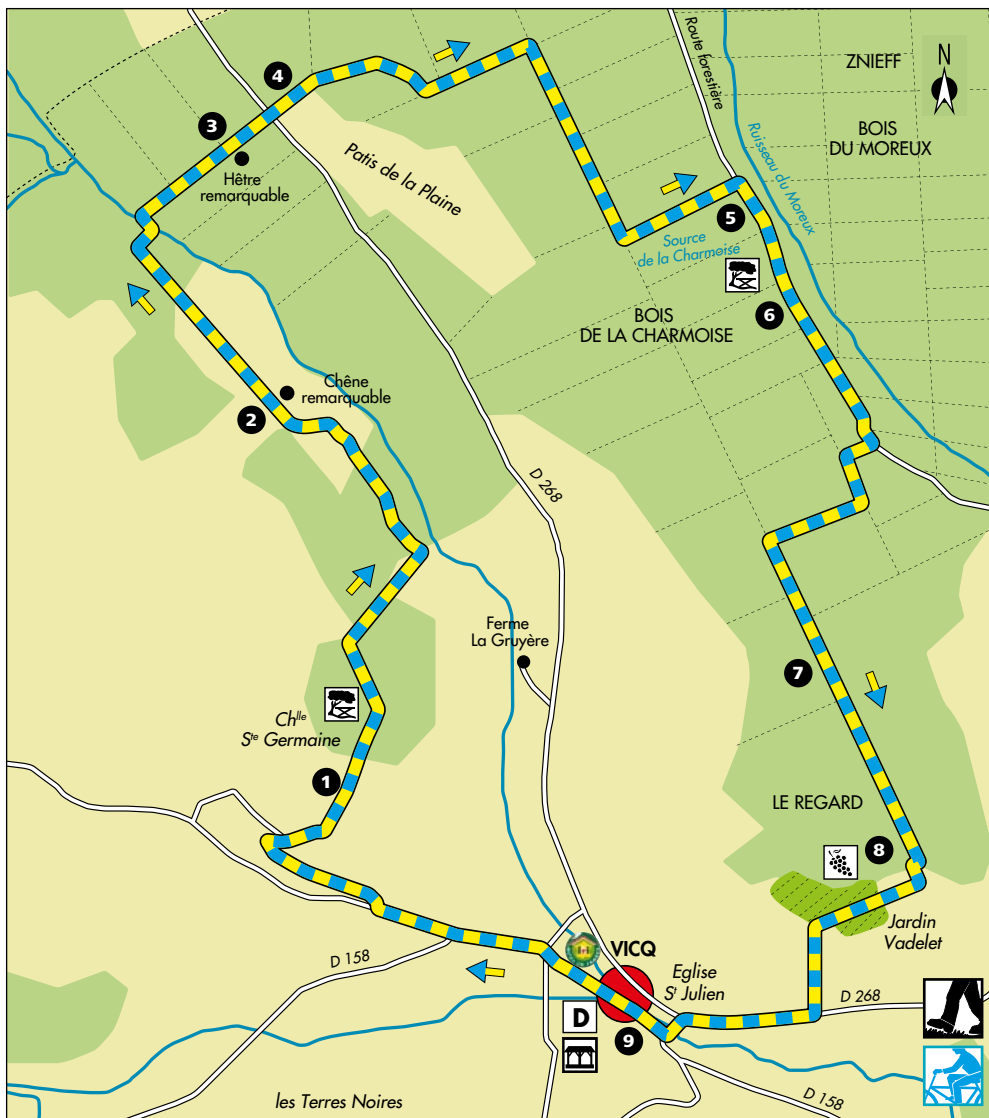 4
3
Hêtre
remarquable
Patis de la Plaine
Route forestière
ZNIEFF
N
BOIS
DU MOREUX
Ruisseau du Moreux
5
Source
de la Charmoise
6
BOIS
DE LA CHARMOISE
Chêne
remarquable
2
D 268
Ferme
La Gruyère
7
Chlle
Ste Germaine
1
LE REGARD
8
Jardin
Vadelet
D 158
VICQ
Eglise
St Julien
D 268
D
9
les Terres Noires
D 158